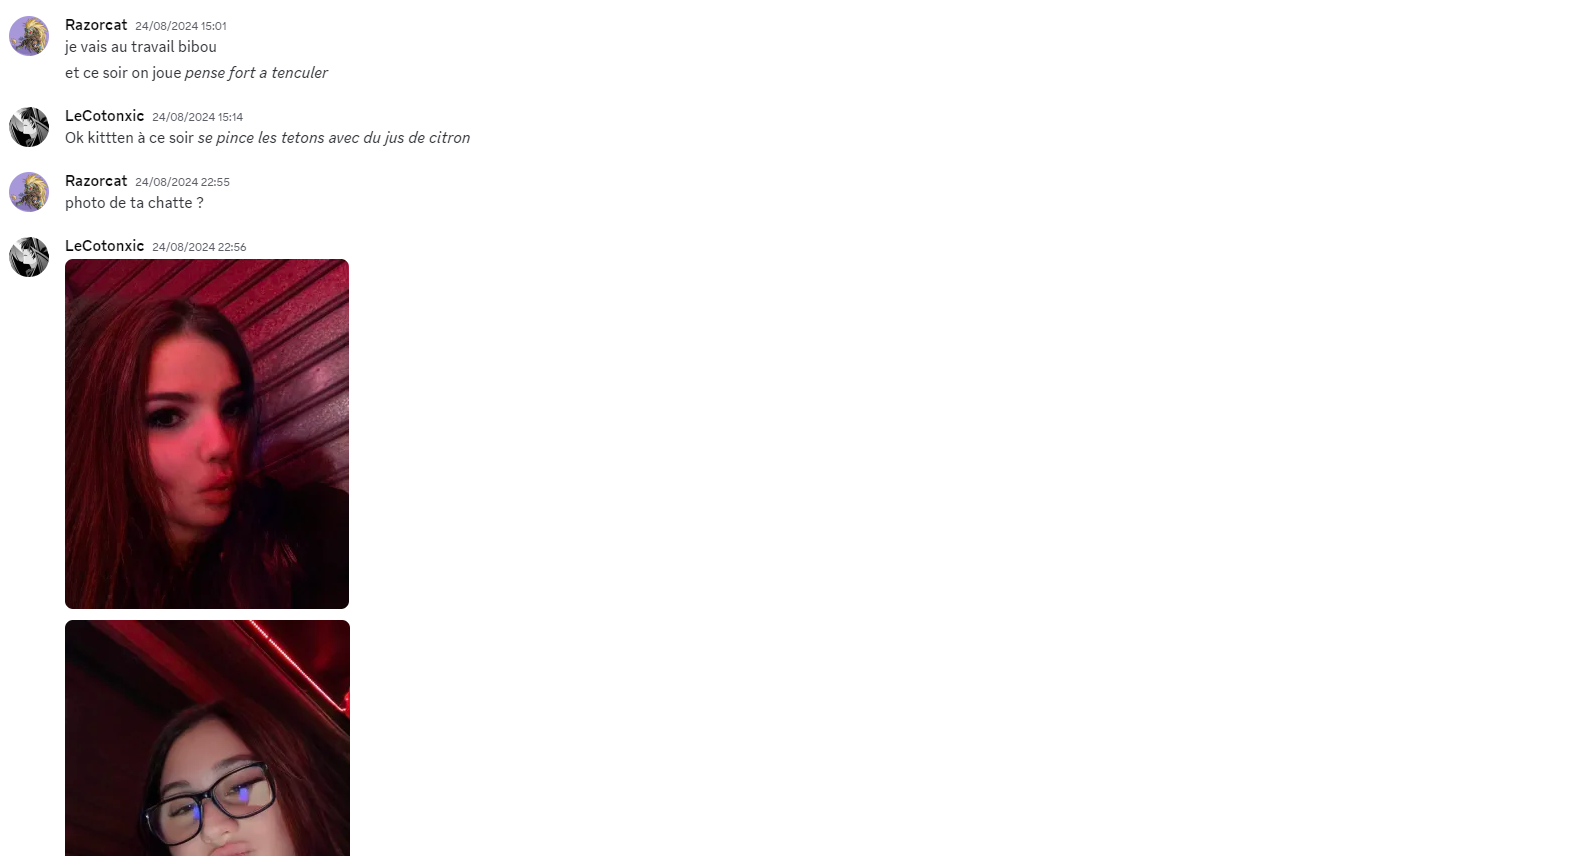 Razorcat 24/08/2024 15:01
je vais au travail bibou
et ce soir on joue pense fort a tenculer
LeCotonxic 24/08/2024 15:14
Ok kittten à ce soir se pince les tetons avec du jus de citron
Razorcat 24/08/2024 22:55
photo de ta chatte ?
LeCotonxic 24/08/2024 22:56